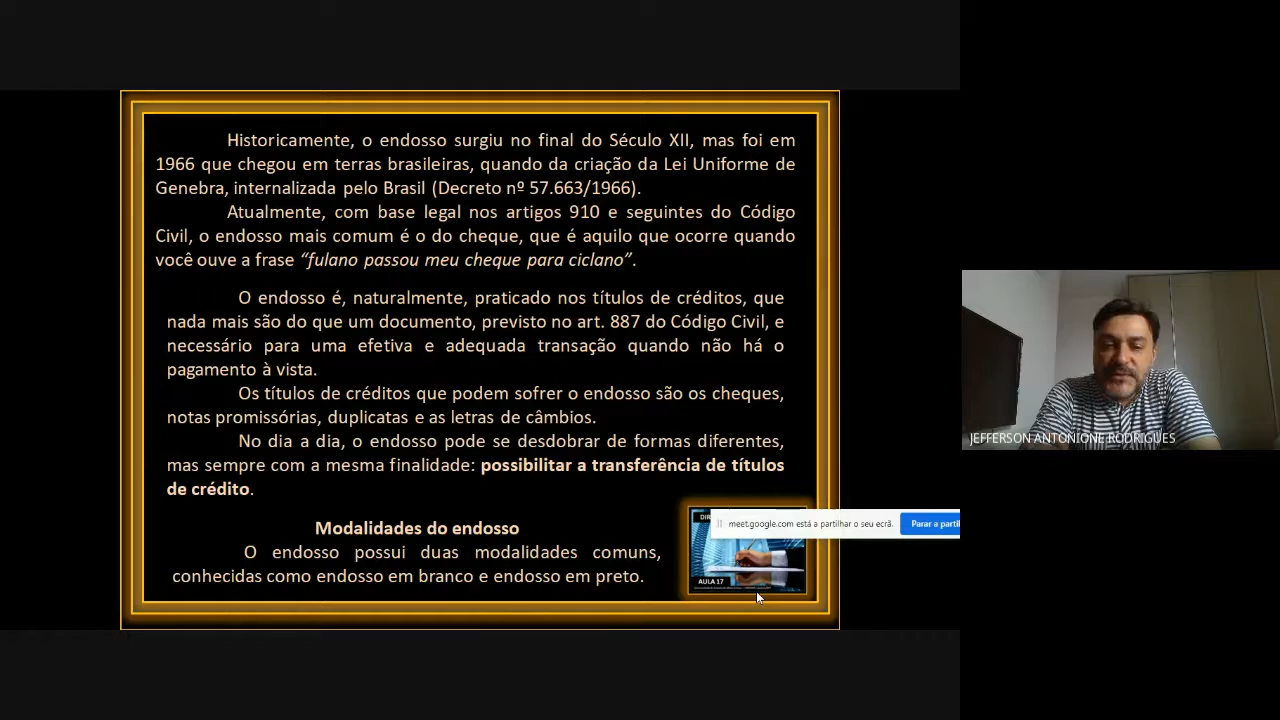 Historicamente, o endosso surgiu no final do Século XII, mas foi em
1966 que chegou em terras brasileiras, quando da criação da Lei Uniforme de
Genebra, internalizada pelo Brasil (Decreto nº 57.663/1966).
Atualmente, com base legal nos artigos 910 e seguintes do Código
Civil, o endosso mais comum é o do cheque, que é aquilo que ocorre quando
você ouve a frase “fulano passou meu cheque para ciclano”.
O endosso é, naturalmente, praticado nos títulos de créditos, que
nada mais são do que um documento, previsto no art. 887 do Código Civil, e
necessário para uma efetiva e adequada transação quando não há o
pagamento à vista.
Os títulos de créditos que podem sofrer o endosso são os cheques,
notas promissórias, duplicatas e as letras de câmbios.
No dia a dia, o endosso pode se desdobrar de formas diferentes,
mas sempre com a mesma finalidade: possibilitar a transferência de títulos
de crédito.
Modalidades do endosso
O endosso possui duas modalidades comuns,
conhecidas como endosso em branco e endosso em preto.
DIR
meet.google.com está a partilhar o seu ecrã.
Parar a partil
AULA 17
JEFFERSON ANTONIONE RODRIGUES